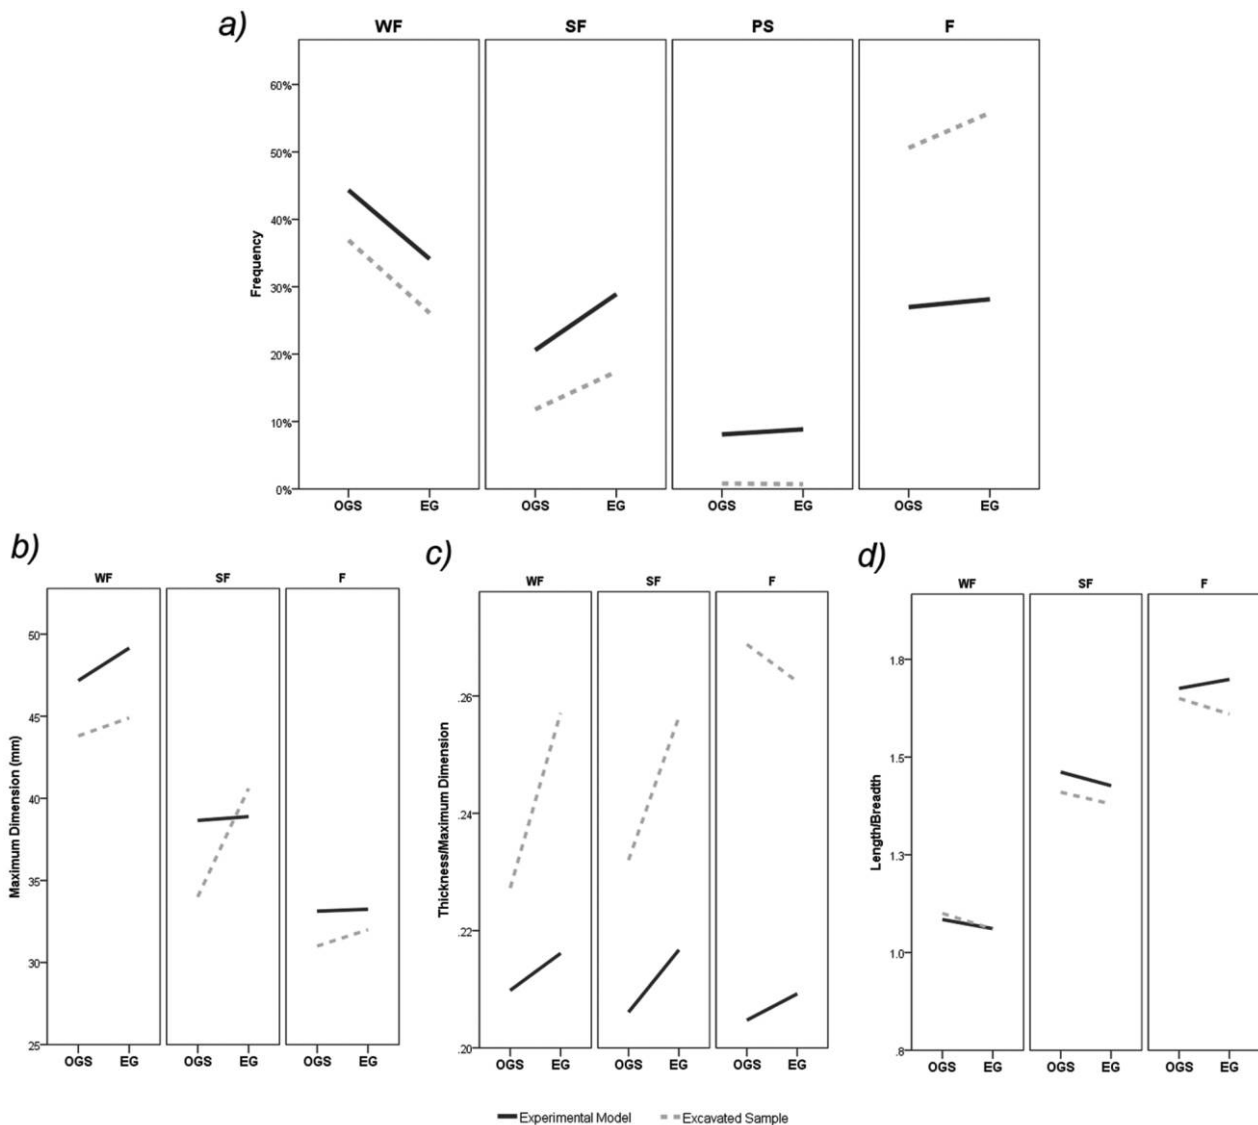 a)
WF SF PS F
Frequency
60%
50%
40%
30%
20%
10%
0%
OGS EG OGS EG OGS EG OGS EG
b)
WF SF F
Maximum Dimension (mm)
50
45
40
35
30
25
OGS EG OGS EG OGS EG
c)
WF SF F
Thickness/Maximum Dimension
.26
.24
.22
.20
OGS EG OGS EG OGS EG
d)
WF SF F
Length/Breadth
1.8
1.5
1.3
1.0
.8
OGS EG OGS EG OGS EG
Experimental Model Excavated Sample